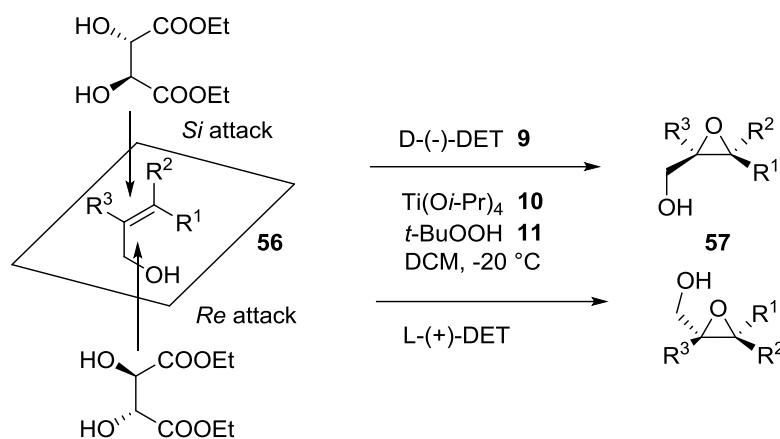 HO COOEt
HO COOEt
Si attack
R² R³ R¹
OH
56
Re attack
HO COOEt
HO COOEt
D-(-)-DET 9
Ti(Oi-Pr)₄ 10
t-BuOOH 11
DCM, -20 °C
L-(+)-DET
R³ O R²
R¹
OH
57
OH
O R¹
R³ R²